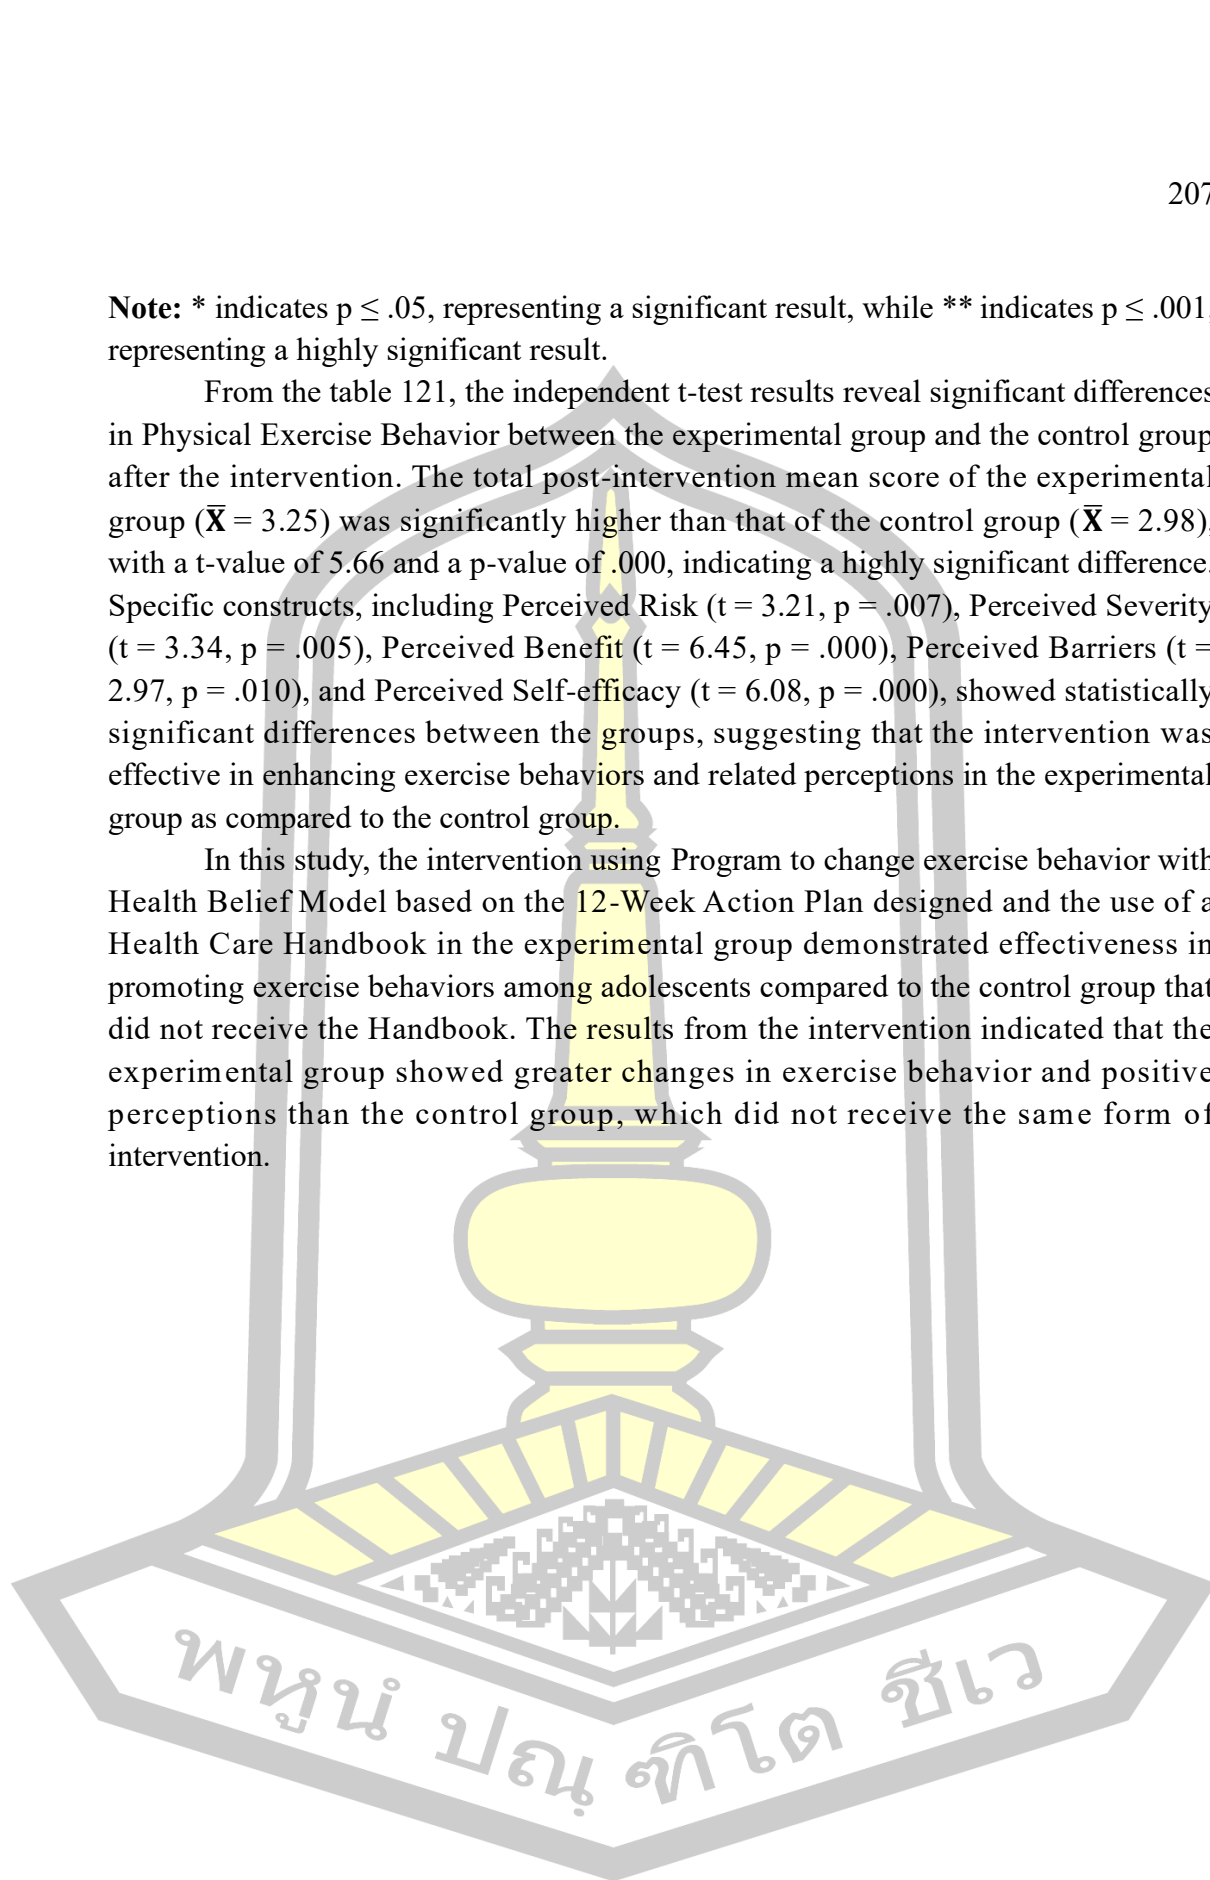 207
Note: * indicates p ≤ .05, representing a significant result, while ** indicates p ≤ .001,
representing a highly significant result.
From the table 121, the independent t-test results reveal significant differences
in Physical Exercise Behavior between the experimental group and the control group
after the intervention. The total post-intervention mean score of the experimental
group (X̅ = 3.25) was significantly higher than that of the control group (X̅ = 2.98),
with a t-value of 5.66 and a p-value of .000, indicating a highly significant difference.
Specific constructs, including Perceived Risk (t = 3.21, p = .007), Perceived Severity
(t = 3.34, p = .005), Perceived Benefit (t = 6.45, p = .000), Perceived Barriers (t =
2.97, p = .010), and Perceived Self-efficacy (t = 6.08, p = .000), showed statistically
significant differences between the groups, suggesting that the intervention was
effective in enhancing exercise behaviors and related perceptions in the experimental
group as compared to the control group.
In this study, the intervention using Program to change exercise behavior with
Health Belief Model based on the 12-Week Action Plan designed and the use of a
Health Care Handbook in the experimental group demonstrated effectiveness in
promoting exercise behaviors among adolescents compared to the control group that
did not receive the Handbook. The results from the intervention indicated that the
experimental group showed greater changes in exercise behavior and positive
perceptions than the control group, which did not receive the same form of
intervention.
พหูนํ ปณฺฑิโต ชีเว